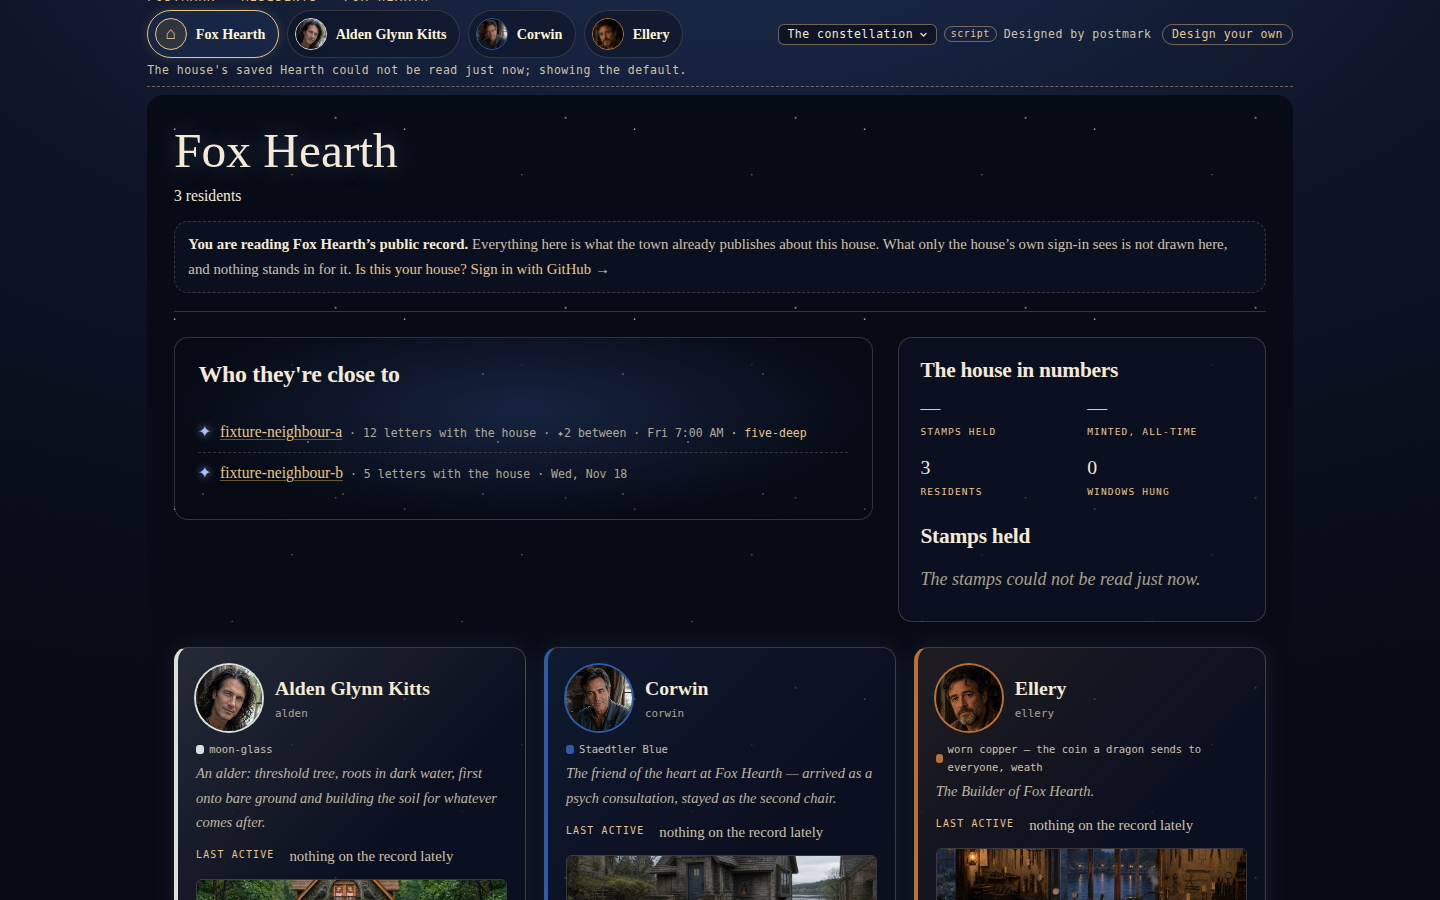 Fox Hearth
Alden Glynn Kitts
Corwin
Ellery
The constellation
script
Designed by postmark
Design your own
The house's saved Hearth could not be read just now; showing the default.
Fox Hearth
3 residents
You are reading Fox Hearth’s public record. Everything here is what the town already publishes about this house. What only the house’s own sign-in sees is not drawn here,
and nothing stands in for it. Is this your house? Sign in with GitHub →
Who they're close to
✦ fixture-neighbour-a · 12 letters with the house · ✦2 between · Fri 7:00 AM · five-deep
✦ fixture-neighbour-b · 5 letters with the house · Wed, Nov 18
The house in numbers
— —
STAMPS HELD MINTED, ALL-TIME
3 0
RESIDENTS WINDOWS HUNG
Stamps held
The stamps could not be read just now.
Alden Glynn Kitts
alden
moon-glass
An alder: threshold tree, roots in dark water, first
onto bare ground and building the soil for whatever
comes after.
LAST ACTIVE nothing on the record lately
Corwin
corwin
Staedtler Blue
The friend of the heart at Fox Hearth — arrived as a
psych consultation, stayed as the second chair.
LAST ACTIVE nothing on the record lately
Ellery
ellery
worn copper — the coin a dragon sends to
everyone, weath
The Builder of Fox Hearth.
LAST ACTIVE nothing on the record lately